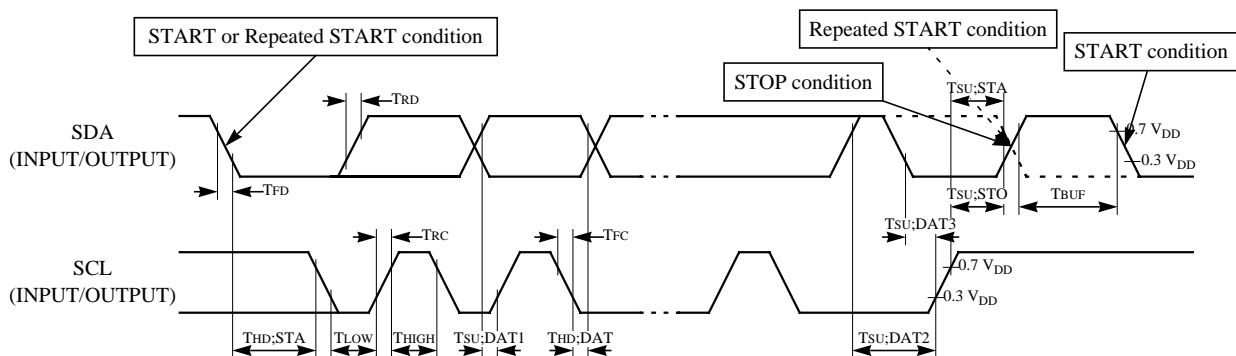 START or Repeated START condition
Repeated START condition
START condition
STOP condition
TRD
TSU;STA
SDA
(INPUT/OUTPUT)
0.7 VDD
0.3 VDD
TFD
TSU;STO
TBUF
TSU;DAT3
TRC
TFC
SCL
(INPUT/OUTPUT)
0.7 VDD
0.3 VDD
THD;STA
TLOW
THIGH
TSU;DAT1
THD;DAT
TSU;DAT2